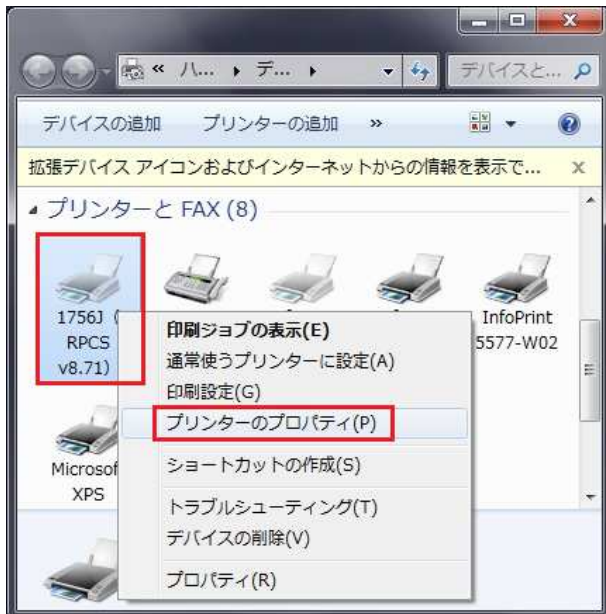 « ハ... ▸ デ... ▸
デバイスと...
デバイスの追加 プリンターの追加 »
拡張デバイス アイコンおよびインターネットからの情報を表示で... x
プリンターと FAX (8)
1756J (
RPCS
v8.71)
InfoPrint
5577-W02
Microsof
XPS
印刷ジョブの表示(E)
通常使うプリンターに設定(A)
印刷設定(G)
プリンターのプロパティ(P)
ショートカットの作成(S)
トラブルシューティング(T)
デバイスの削除(V)
プロパティ(R)